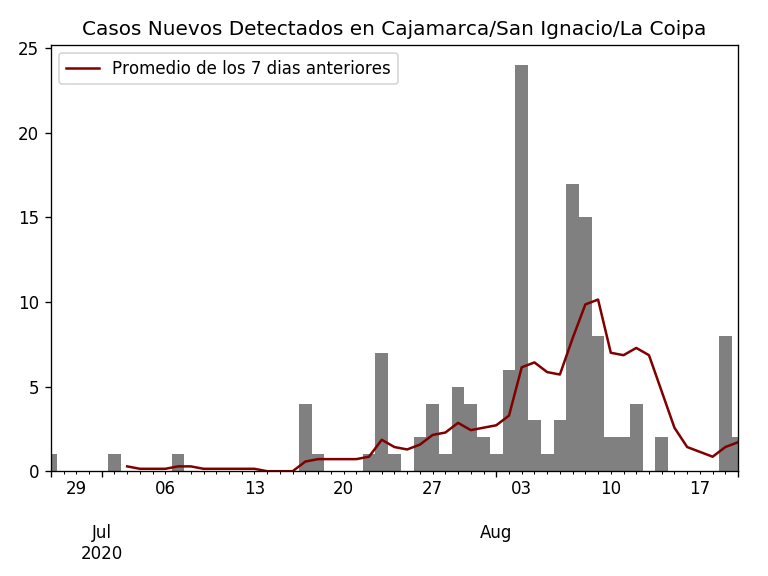 Casos Nuevos Detectados en Cajamarca/San Ignacio/La Coipa
Promedio de los 7 dias anteriores
25
20
15
10
5
0
29 06 13 20 27 03 10 17
Jul Aug
2020